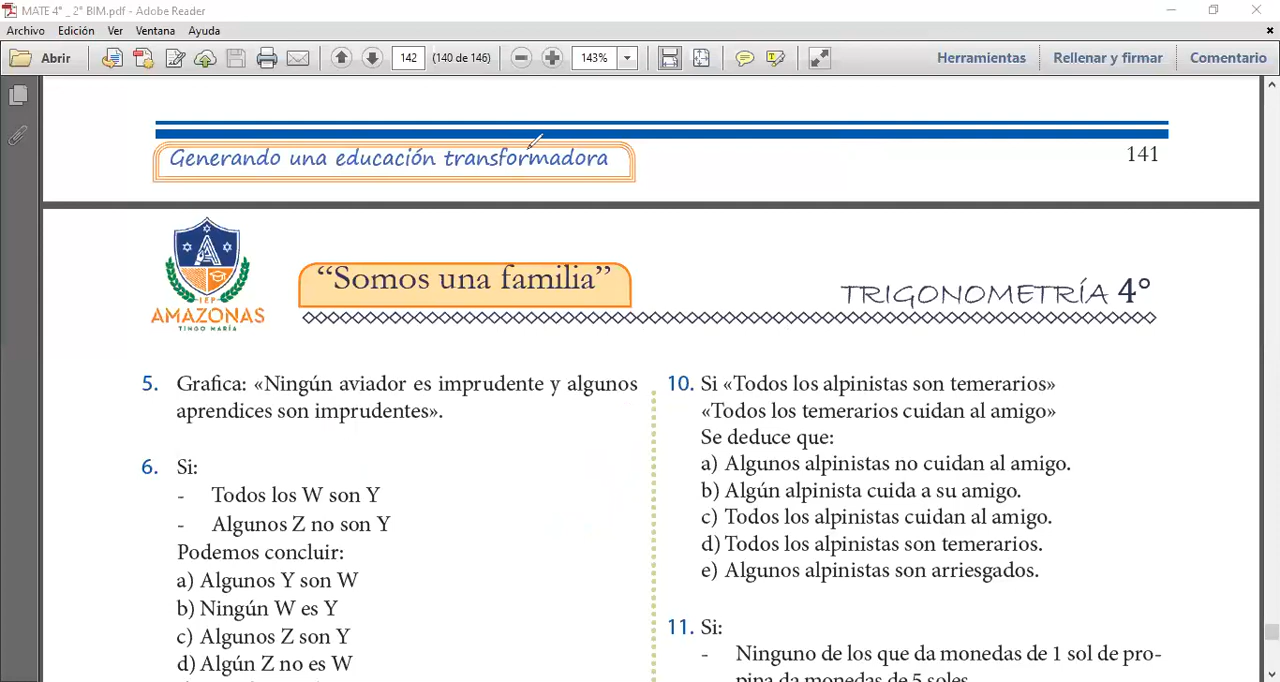 MATE 4° _ 2° BIM.pdf - Adobe Reader
Archivo Edición Ver Ventana Ayuda
Abrir 142 (140 de 146) 143% Herramientas Rellenar y firmar Comentario
Generando una educación transformadora
141
IEP
AMAZONAS
TINGO MARÍA
“Somos una familia”
TRIGONOMETRÍA 4°
5. Grafica: «Ningún aviador es imprudente y algunos
aprendices son imprudentes».
6. Si:
- Todos los W son Y
- Algunos Z no son Y
Podemos concluir:
a) Algunos Y son W
b) Ningún W es Y
c) Algunos Z son Y
d) Algún Z no es W
10. Si «Todos los alpinistas son temerarios»
«Todos los temerarios cuidan al amigo»
Se deduce que:
a) Algunos alpinistas no cuidan al amigo.
b) Algún alpinista cuida a su amigo.
c) Todos los alpinistas cuidan al amigo.
d) Todos los alpinistas son temerarios.
e) Algunos alpinistas son arriesgados.
11. Si:
- Ninguno de los que da monedas de 1 sol de pro-
pina da monedas de 5 soles